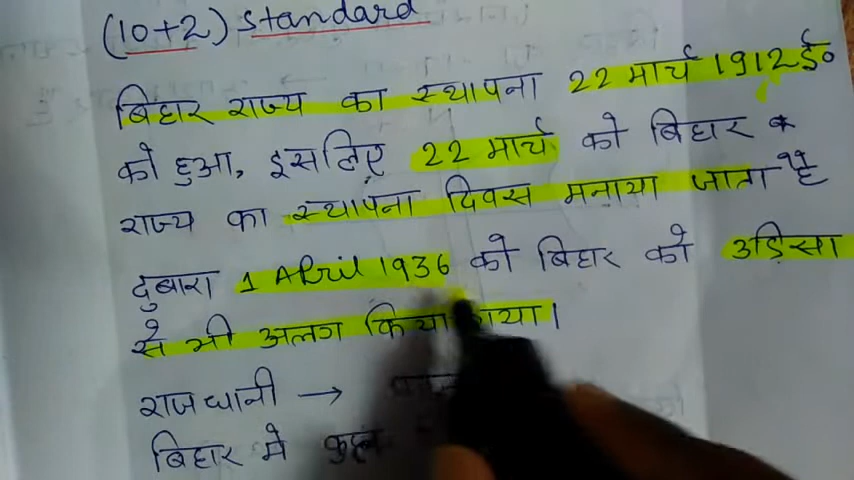 (10+2) Standard
बिहार राज्य का स्थापना 22 मार्च 1912 ई०
को हुआ, इसलिए 22 मार्च को बिहार
राज्य का स्थापना दिवस मनाया जाता है
दुबारा 1 April 1936 को बिहार को उड़िसा
से भी अलग किया गया।
राजधानी →
बिहार मे कुल